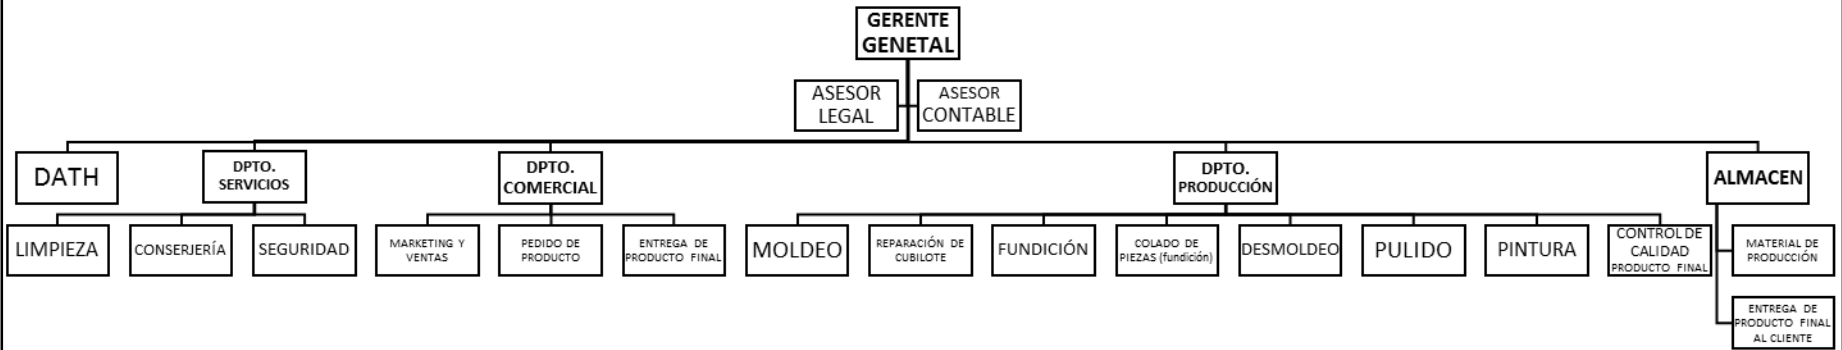 GERENTE
GENETAL
ASESOR
LEGAL
ASESOR
CONTABLE
DATH
DPTO.
SERVICIOS
DPTO.
COMERCIAL
DPTO.
PRODUCCIÓN
ALMACEN
LIMPIEZA
CONSERJERÍA
SEGURIDAD
MARKETING Y
VENTAS
PEDIDO DE
PRODUCTO
ENTREGA DE
PRODUCTO FINAL
MOLDEO
REPARACIÓN DE
CUBILOTE
FUNDICIÓN
COLADO DE
PIEZAS (fundición)
DESMOLDEO
PULIDO
PINTURA
CONTROL DE
CALIDAD
PRODUCTO FINAL
MATERIAL DE
PRODUCCIÓN
ENTREGA DE
PRODUCTO FINAL
AL CLIENTE